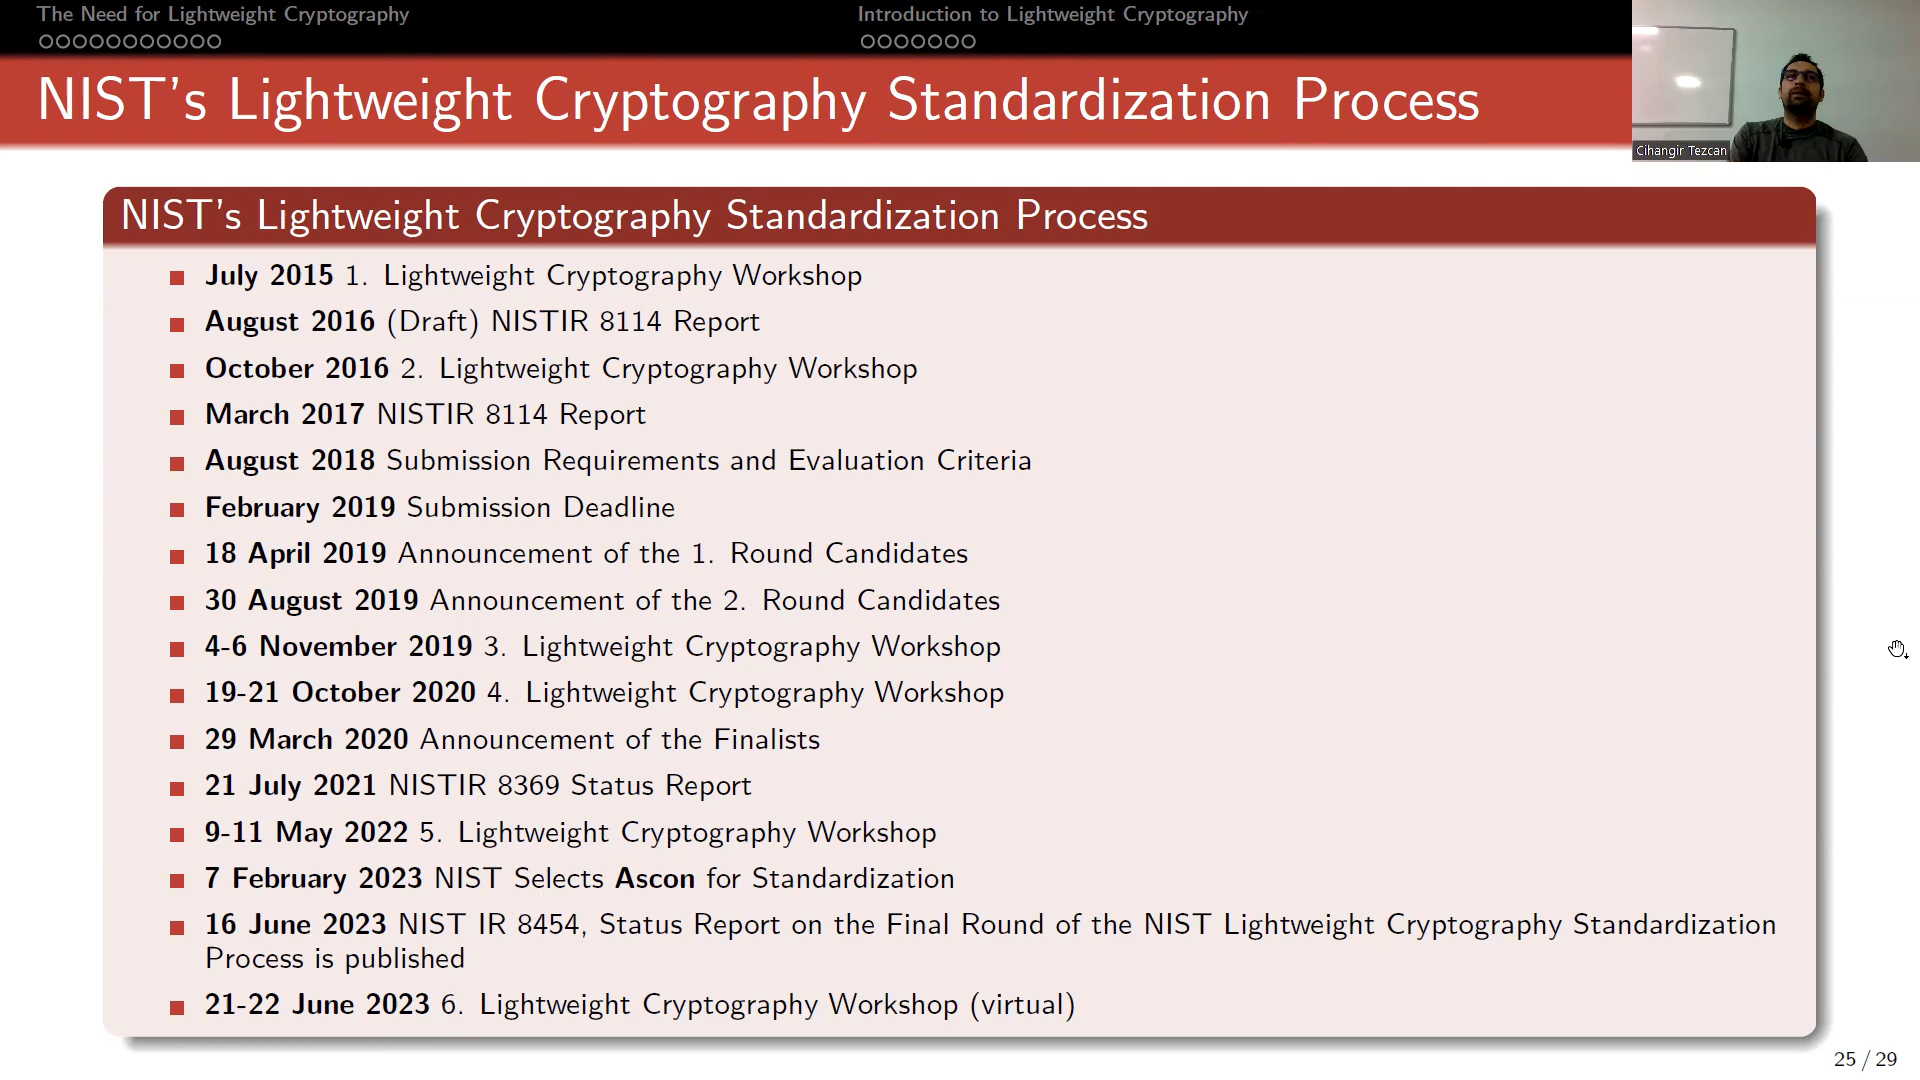 The Need for Lightweight Cryptography
Introduction to Lightweight Cryptography
NIST's Lightweight Cryptography Standardization Process
Cihangir Tezcan
NIST's Lightweight Cryptography Standardization Process
July 2015 1. Lightweight Cryptography Workshop
August 2016 (Draft) NISTIR 8114 Report
October 2016 2. Lightweight Cryptography Workshop
March 2017 NISTIR 8114 Report
August 2018 Submission Requirements and Evaluation Criteria
February 2019 Submission Deadline
18 April 2019 Announcement of the 1. Round Candidates
30 August 2019 Announcement of the 2. Round Candidates
4-6 November 2019 3. Lightweight Cryptography Workshop
19-21 October 2020 4. Lightweight Cryptography Workshop
29 March 2020 Announcement of the Finalists
21 July 2021 NISTIR 8369 Status Report
9-11 May 2022 5. Lightweight Cryptography Workshop
7 February 2023 NIST Selects Ascon for Standardization
16 June 2023 NIST IR 8454, Status Report on the Final Round of the NIST Lightweight Cryptography Standardization
Process is published
21-22 June 2023 6. Lightweight Cryptography Workshop (virtual)
25 / 29